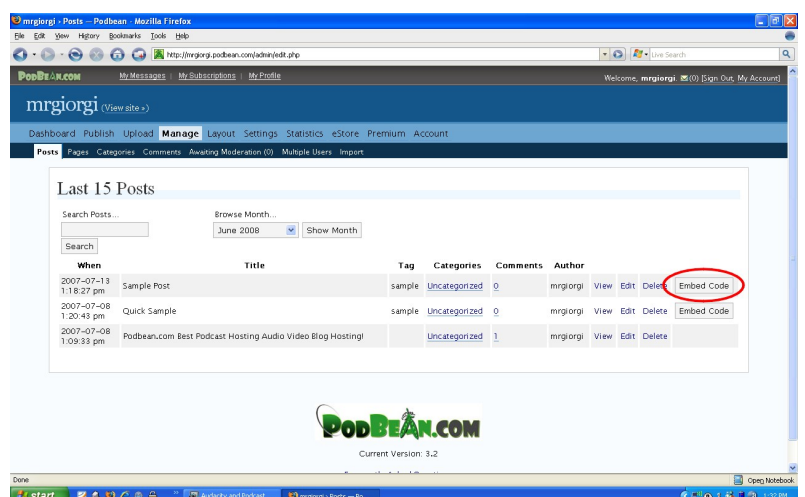 mrgiorgi › Posts — Podbean - Mozilla Firefox
File Edit View History Bookmarks Tools Help
http://mrgiorgi.podbean.com/admin/edit.php
Live Search
PODBEAN.COM My Messages | My Subscriptions | My Profile Welcome, mrgiorgi. (0) [Sign Out, My Account]
mrgiorgi (View site »)
Dashboard Publish Upload Manage Layout Settings Statistics eStore Premium Account
Posts Pages Categories Comments Awaiting Moderation (0) Multiple Users Import
Last 15 Posts
Search Posts... Browse Month...
June 2008 Show Month
Search
When Title Tag Categories Comments Author
2007-07-13 1:18:27 pm Sample Post sample Uncategorized 0 mrgiorgi View Edit Delete Embed Code
2007-07-08 1:20:43 pm Quick Sample sample Uncategorized 0 mrgiorgi View Edit Delete Embed Code
2007-07-08 1:09:33 pm Podbean.com Best Podcast Hosting Audio Video Blog Hosting! Uncategorized 1 mrgiorgi View Edit Delete
PODBEAN.COM
Current Version: 3.2
Done Open Notebook
start Audacity and Podcast mrgiorgi › Posts — Po... 1:32 PM